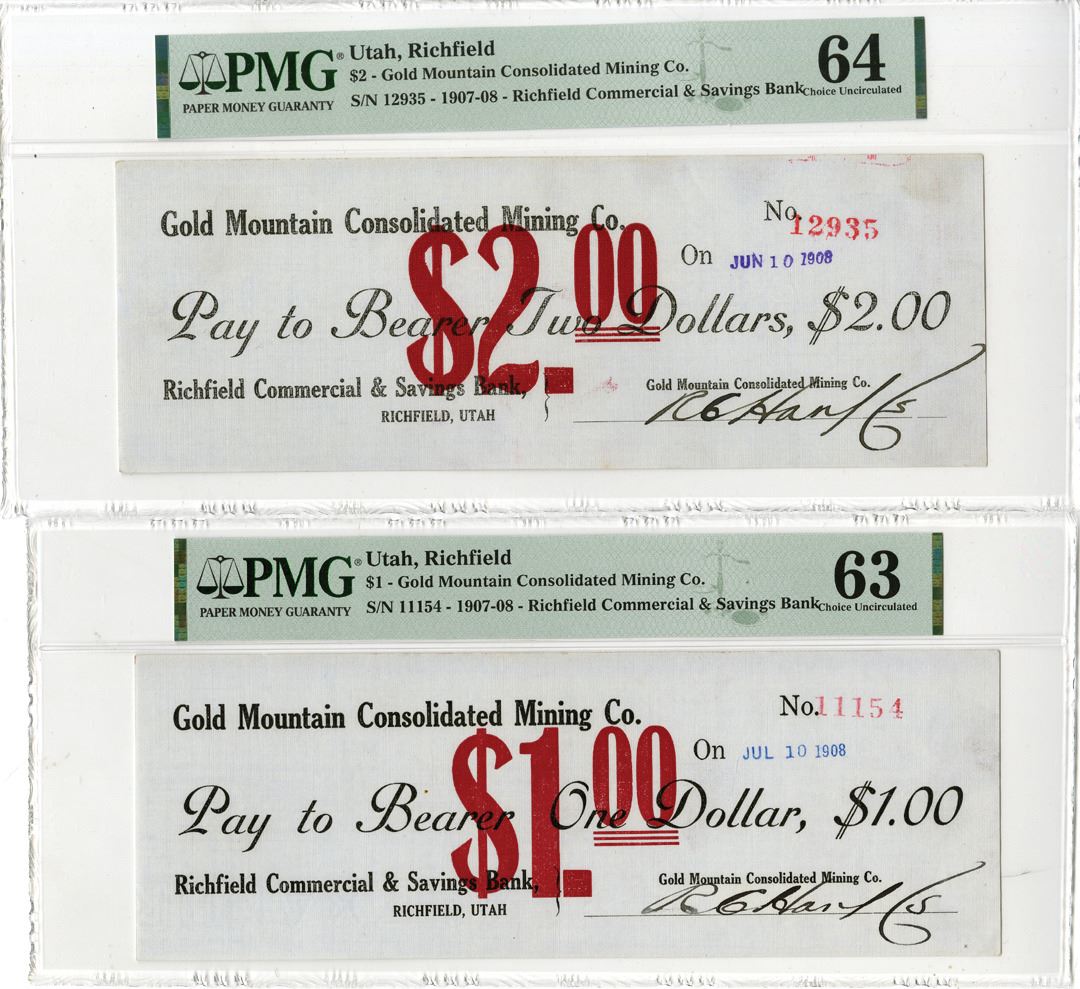 PMG® Utah, Richfield 64
$2 - Gold Mountain Consolidated Mining Co.
PAPER MONEY GUARANTY S/N 12935 - 1907-08 - Richfield Commercial & Savings Bank Choice Uncirculated
Gold Mountain Consolidated Mining Co. No. 12935
On JUN 10 1908
$2.00
Pay to Bearer Two Dollars, $2.00
Richfield Commercial & Savings Bank, Gold Mountain Consolidated Mining Co.
RICHFIELD, UTAH
PMG® Utah, Richfield 63
$1 - Gold Mountain Consolidated Mining Co.
PAPER MONEY GUARANTY S/N 11154 - 1907-08 - Richfield Commercial & Savings Bank Choice Uncirculated
Gold Mountain Consolidated Mining Co. No. 11154
On JUL 10 1908
$1.00
Pay to Bearer One Dollar, $1.00
Richfield Commercial & Savings Bank, Gold Mountain Consolidated Mining Co.
RICHFIELD, UTAH